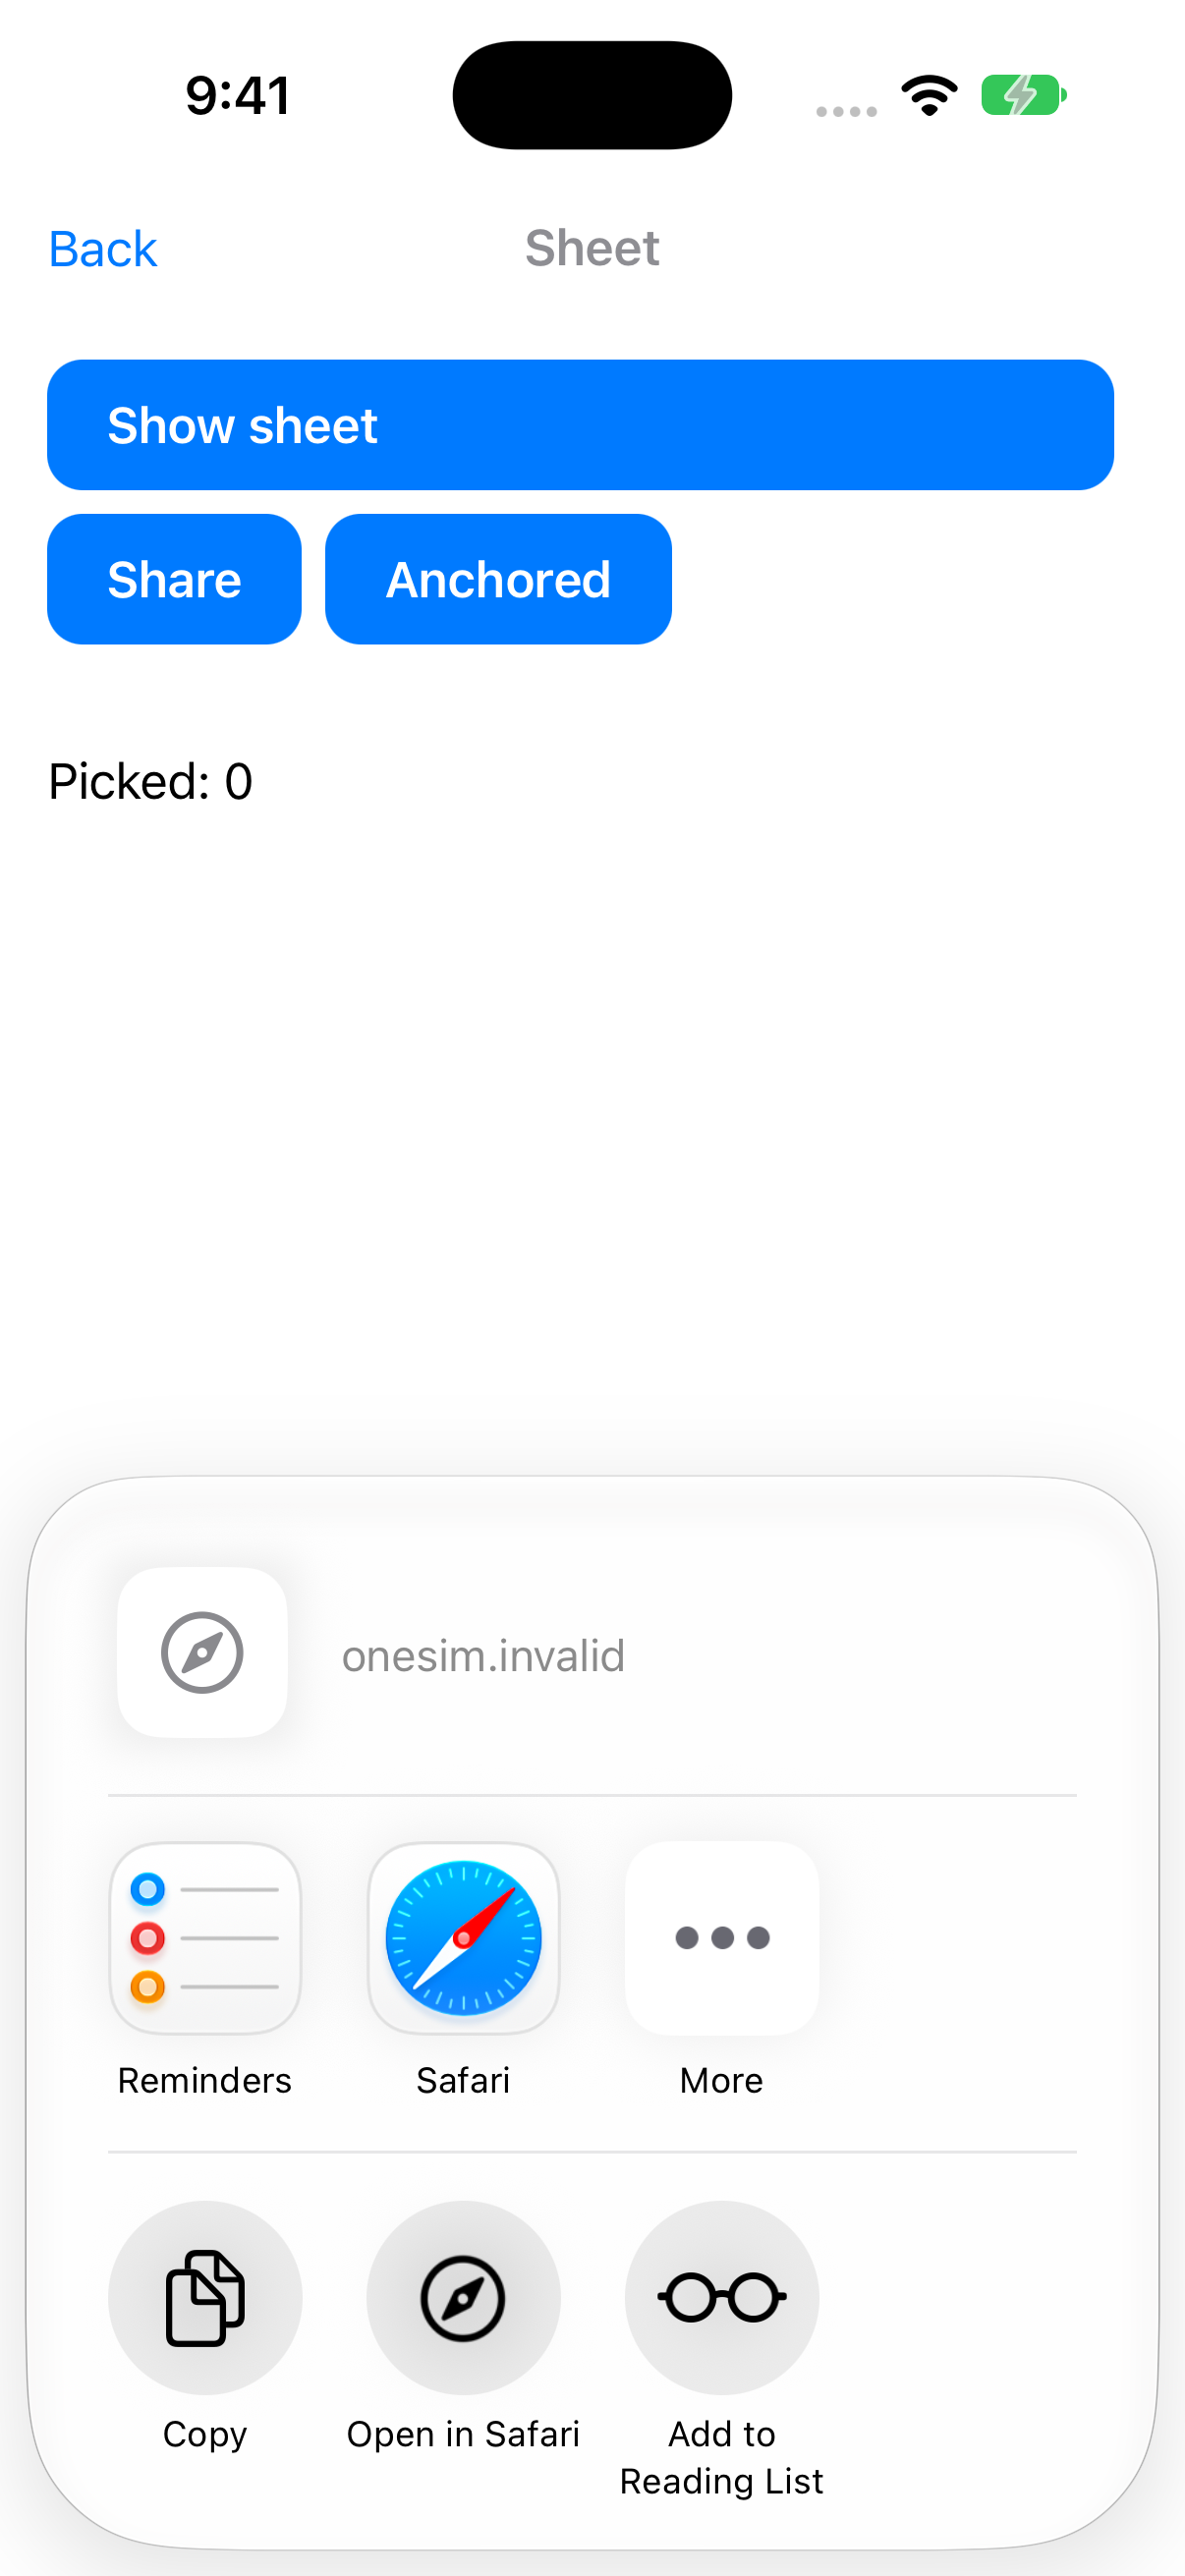 9:41
Back
Sheet
Show sheet
Share
Anchored
Picked: 0
onesim.invalid
Reminders
Safari
More
Copy
Open in Safari
Add to
Reading List